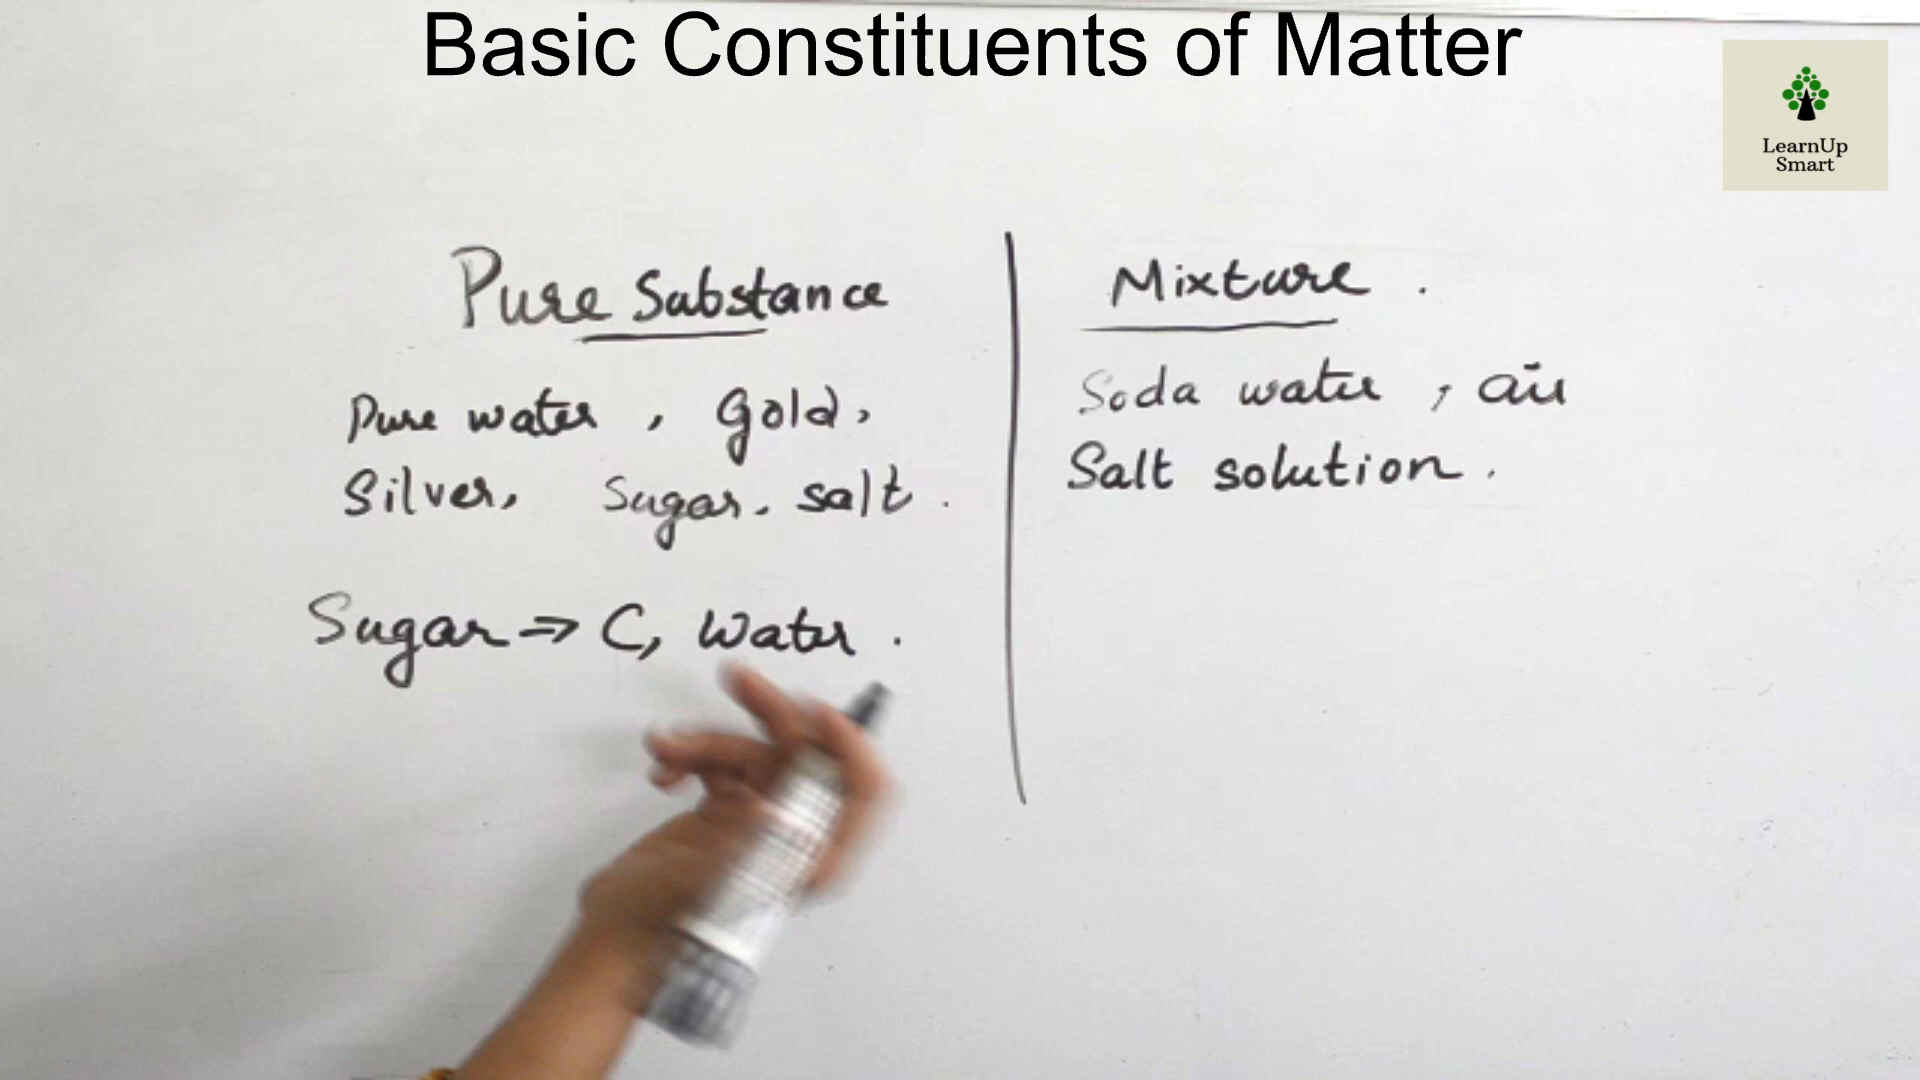 Basic Constituents of Matter
LearnUp
Smart
Pure Substance
Pure water, Gold,
Silver, Sugar, salt.
Sugar ⇒ C, Water.
Mixture.
Soda water, air
Salt solution.